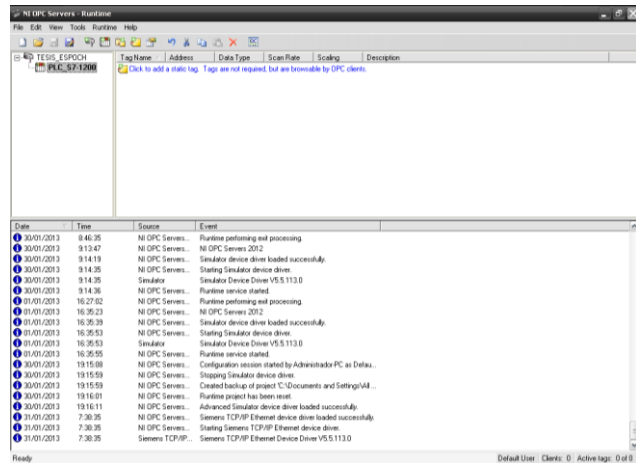 NI OPC Servers - Runtime
File Edit View Tools Runtime Help
TESIS_ESPOCH
PLC_S7-1200
Tag Name Address Data Type Scan Rate Scaling Description
Click to add a static tag. Tags are not required, but are browsable by OPC clients.
Date Time Source Event
30/01/2013 8:46:35 NI OPC Servers... Runtime performing exit processing.
30/01/2013 9:13:47 NI OPC Servers... NI OPC Servers 2012
30/01/2013 9:14:19 NI OPC Servers... Simulator device driver loaded successfully.
30/01/2013 9:14:35 NI OPC Servers... Starting Simulator device driver.
30/01/2013 9:14:35 Simulator Simulator Device Driver V5.5.113.0
30/01/2013 9:14:36 NI OPC Servers... Runtime service started.
01/01/2013 16:27:02 NI OPC Servers... Runtime performing exit processing.
01/01/2013 16:35:23 NI OPC Servers... NI OPC Servers 2012
01/01/2013 16:35:39 NI OPC Servers... Simulator device driver loaded successfully.
01/01/2013 16:35:53 NI OPC Servers... Starting Simulator device driver.
01/01/2013 16:35:53 Simulator Simulator Device Driver V5.5.113.0
01/01/2013 16:35:55 NI OPC Servers... Runtime service started.
30/01/2013 19:15:08 NI OPC Servers... Configuration session started by Administrador-PC as Defau...
30/01/2013 19:15:59 NI OPC Servers... Stopping Simulator device driver.
30/01/2013 19:15:59 NI OPC Servers... Created backup of project 'C:\Documents and Settings\All ...
30/01/2013 19:16:01 NI OPC Servers... Runtime project has been reset.
30/01/2013 19:16:11 NI OPC Servers... Advanced Simulator device driver loaded successfully.
31/01/2013 7:38:35 NI OPC Servers... Siemens TCP/IP Ethernet device driver loaded successfully.
31/01/2013 7:38:35 NI OPC Servers... Starting Siemens TCP/IP Ethernet device driver.
31/01/2013 7:38:35 Siemens TCP/IP... Siemens TCP/IP Ethernet Device Driver V5.5.113.0
Ready Default User Clients: 0 Active tags: 0 of 0